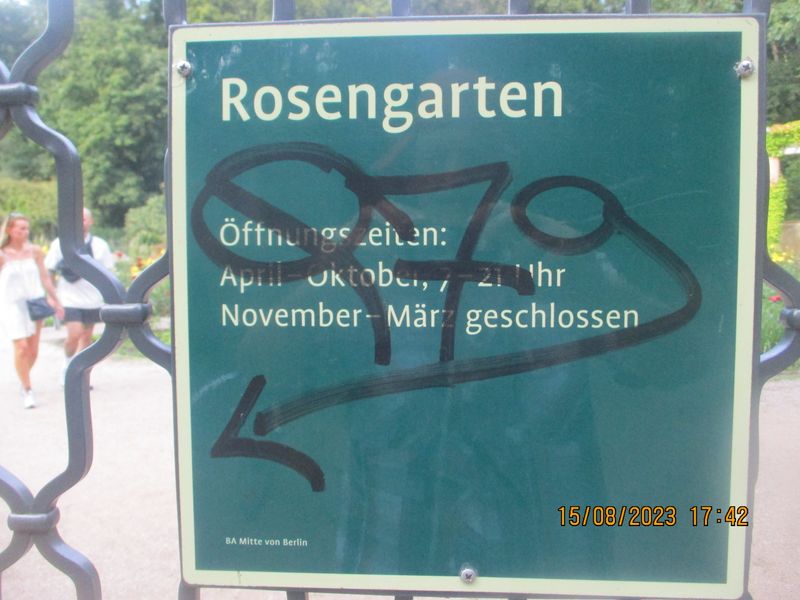 Rosengarten
Öffnungszeiten:
April – Oktober, 7 – 21 Uhr
November – März geschlossen
BA Mitte von Berlin
15/08/2023 17:42